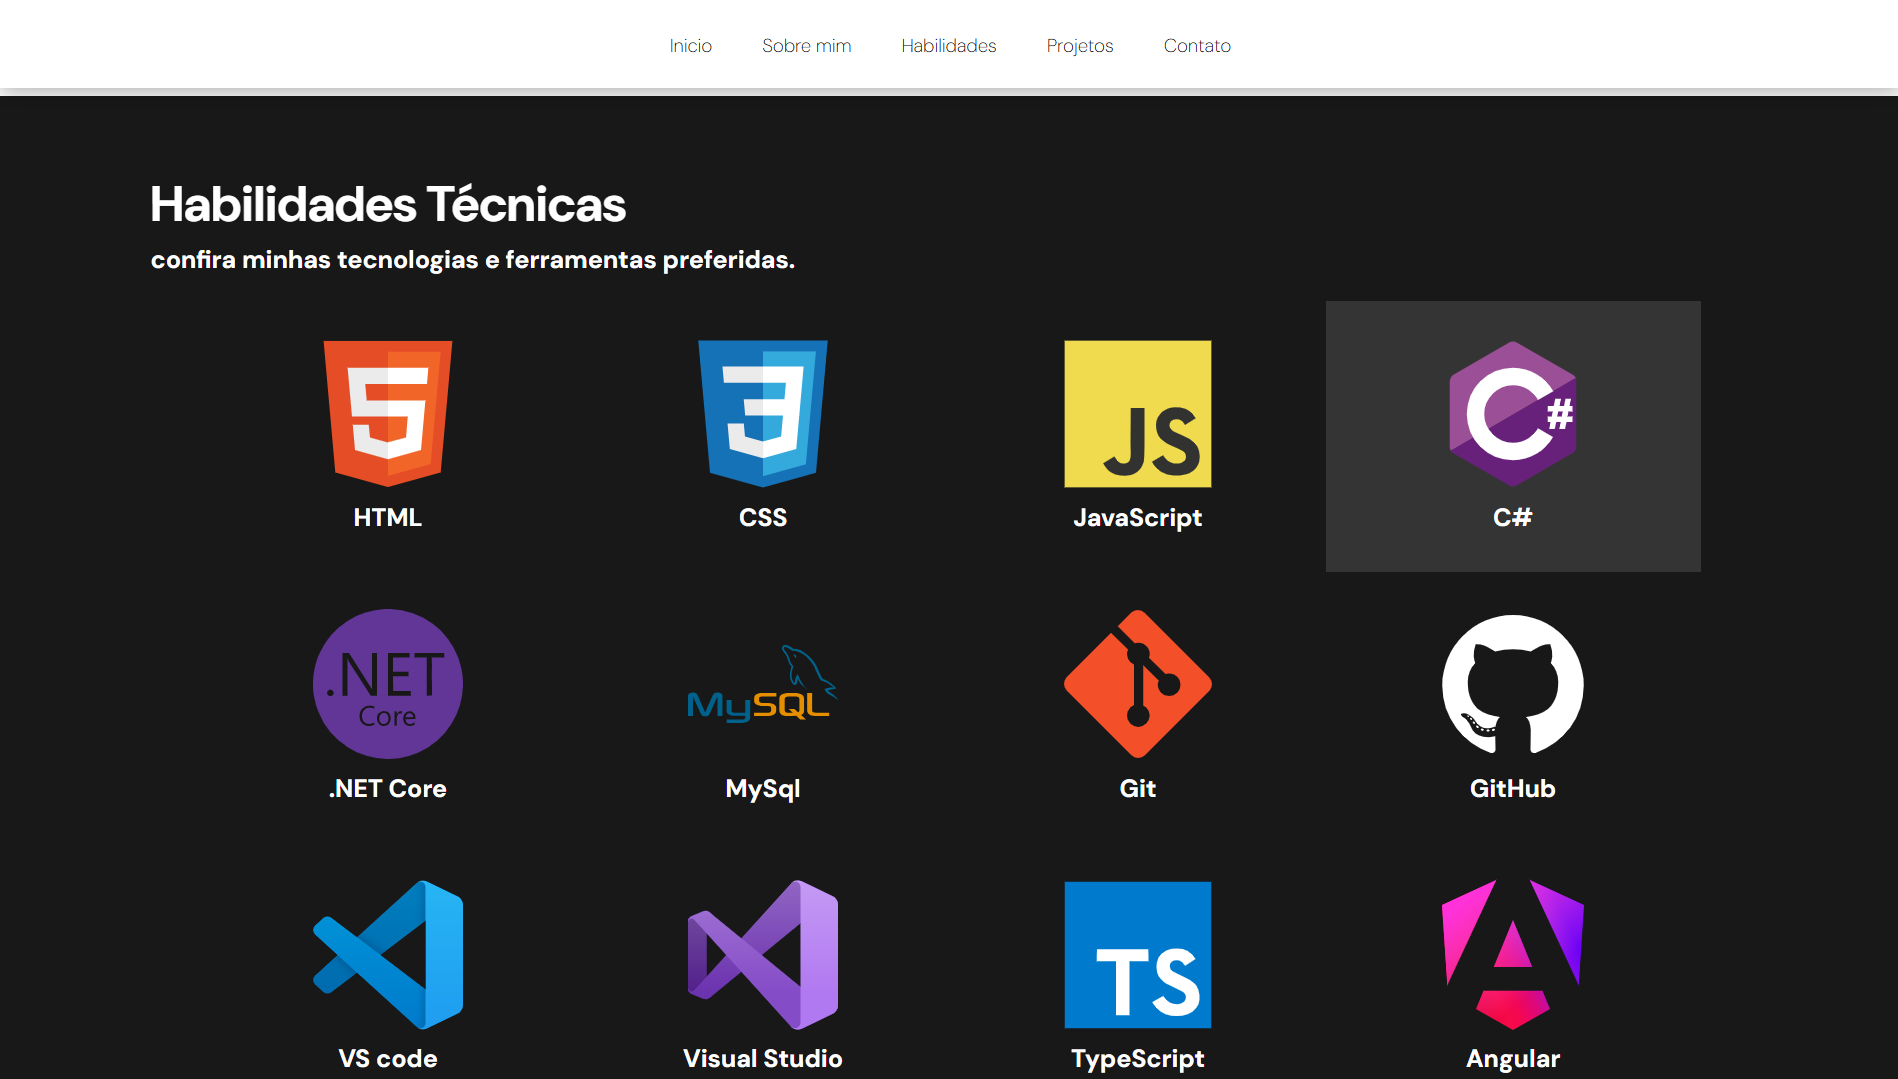 Inicio Sobre mim Habilidades Projetos Contato
Habilidades Técnicas
confira minhas tecnologias e ferramentas preferidas.
5 3 JS C#
HTML CSS JavaScript C#
.NET
Core
MySQL
.NET Core MySql Git GitHub
TS
VS code Visual Studio TypeScript Angular